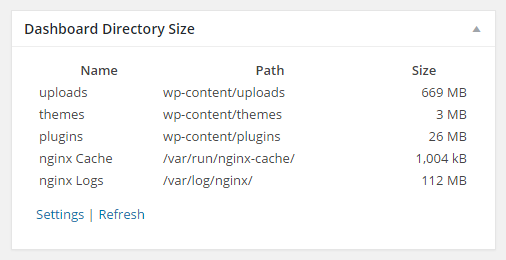 Dashboard Directory Size
Name Path Size
uploads wp-content/uploads 669 MB
themes wp-content/themes 3 MB
plugins wp-content/plugins 26 MB
nginx Cache /var/run/nginx-cache/ 1,004 kB
nginx Logs /var/log/nginx/ 112 MB
Settings | Refresh